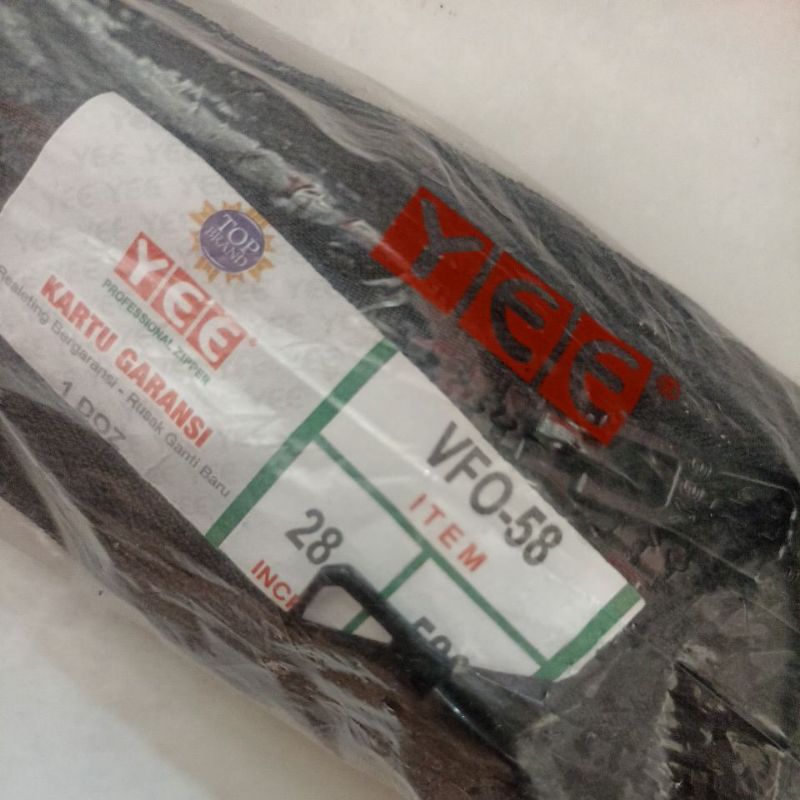 YEE®
TOP
BRAND
YEE®
PROFESSIONAL ZIPPER
KARTU GARANSI
Resleting Bergaransi - Rusak Ganti Baru
1 DOZ
VFO-58
ITEM
28